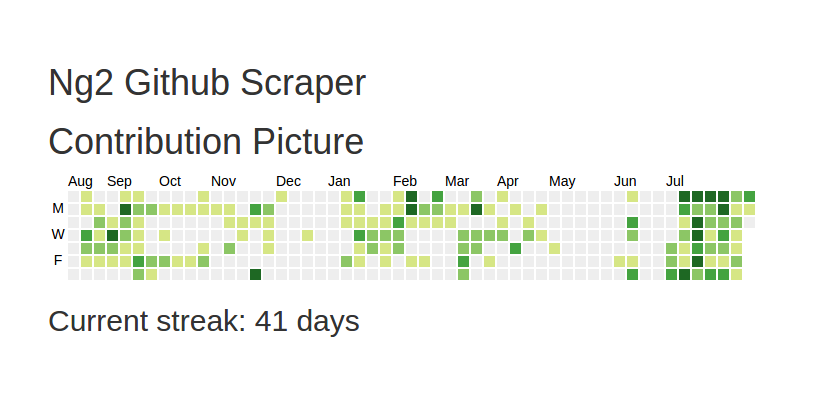 Ng2 Github Scraper
Contribution Picture
Aug Sep Oct Nov Dec Jan Feb Mar Apr May Jun Jul
M
W
F
Current streak: 41 days